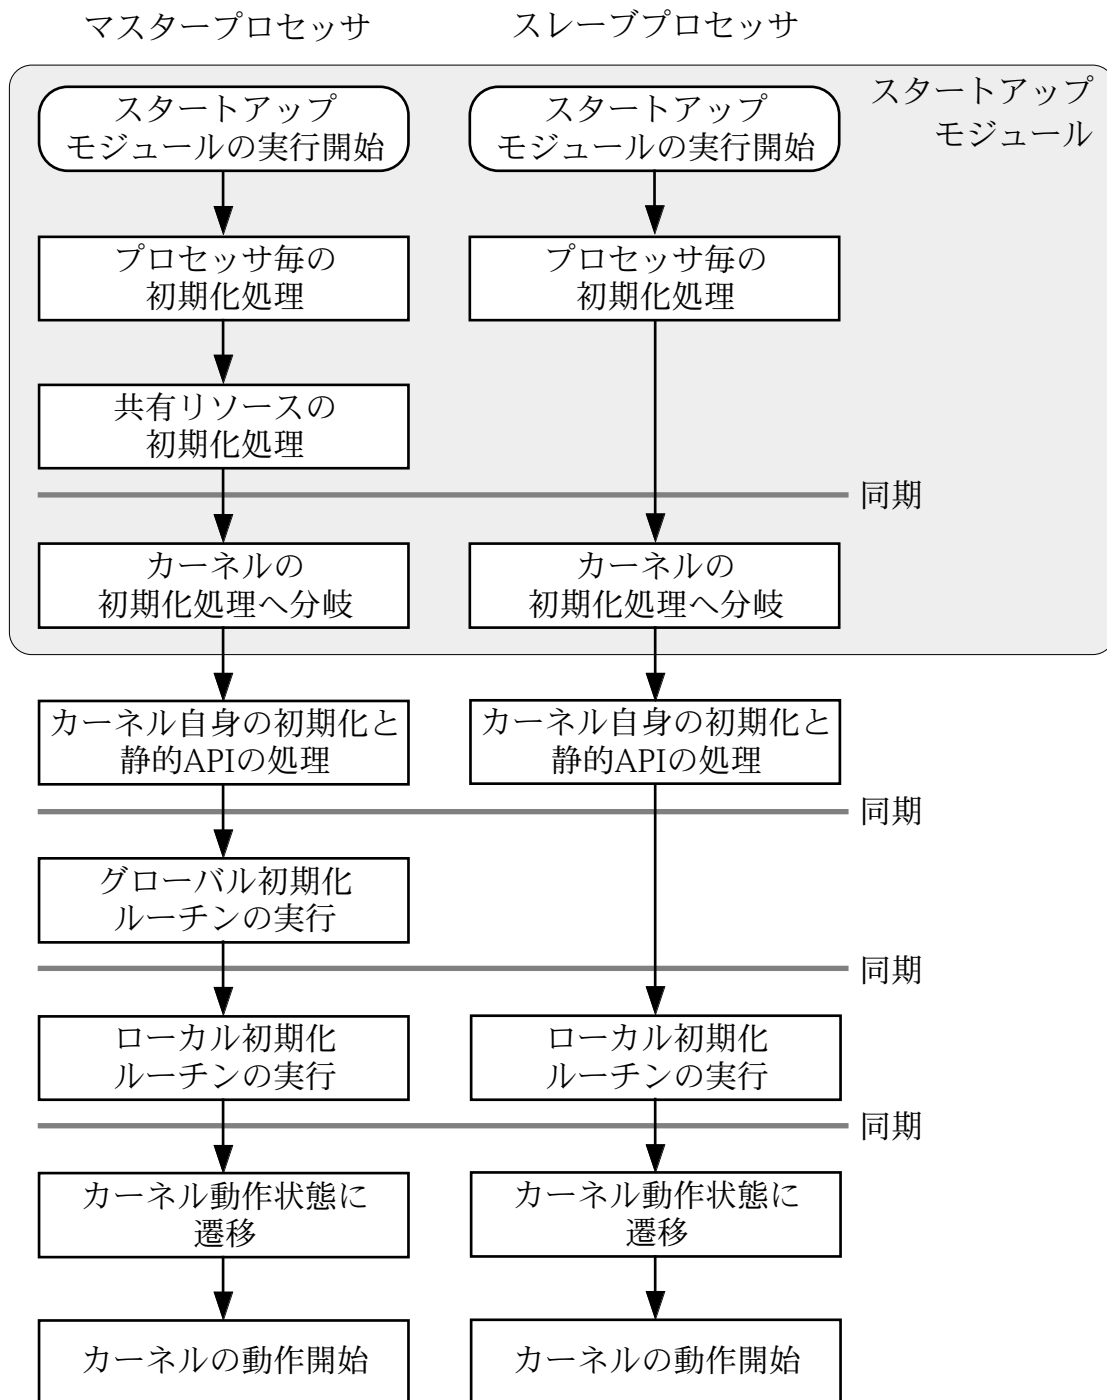 マスタープロセッサ
スレーブプロセッサ
スタートアップ
モジュール
スタートアップ
モジュールの実行開始
スタートアップ
モジュールの実行開始
プロセッサ毎の
初期化処理
プロセッサ毎の
初期化処理
共有リソースの
初期化処理
同期
カーネルの
初期化処理へ分岐
カーネルの
初期化処理へ分岐
カーネル自身の初期化と
静的APIの処理
カーネル自身の初期化と
静的APIの処理
同期
グローバル初期化
ルーチンの実行
同期
ローカル初期化
ルーチンの実行
ローカル初期化
ルーチンの実行
同期
カーネル動作状態に
遷移
カーネル動作状態に
遷移
カーネルの動作開始
カーネルの動作開始